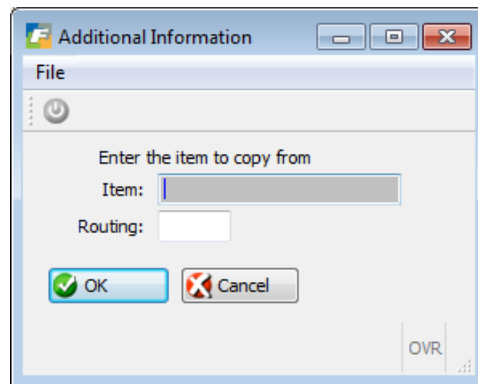 Additional Information
File
Enter the item to copy from
Item:
Routing:
OK
Cancel
OVR